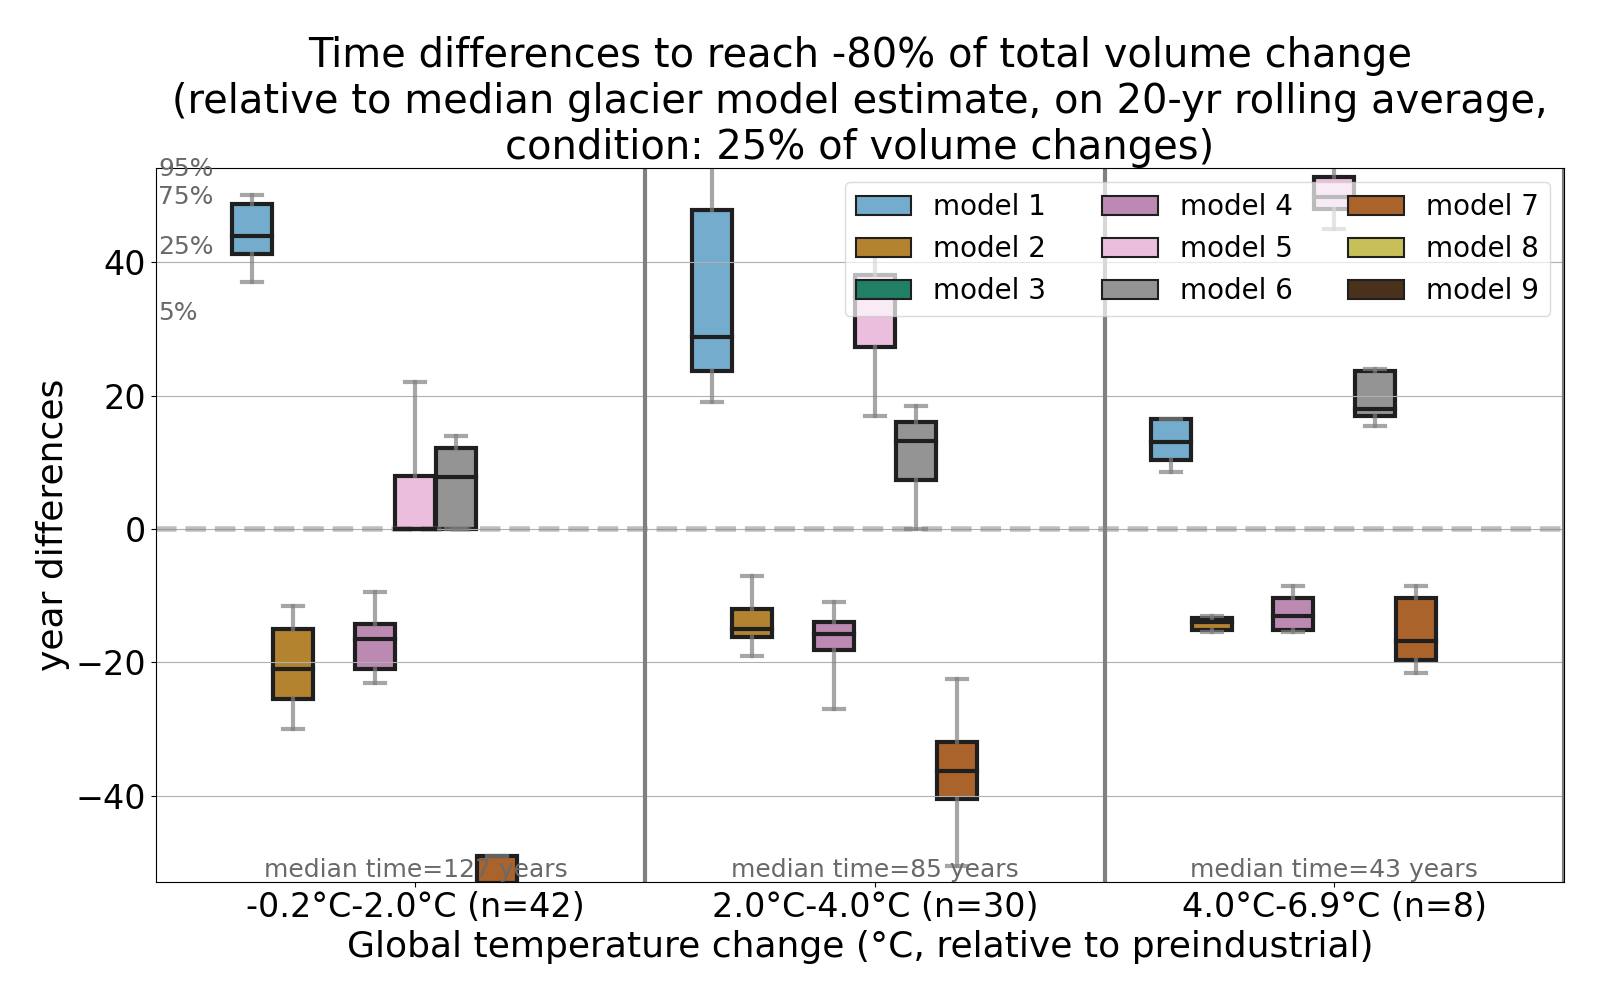 Time differences to reach -80% of total volume change
(relative to median glacier model estimate, on 20-yr rolling average,
condition: 25% of volume changes)
95%
75%
25%
5%
model 1
model 2
model 3
model 4
model 5
model 6
model 7
model 8
model 9
year differences
40
20
0
−20
−40
median time=127 years
median time=85 years
median time=43 years
-0.2°C-2.0°C (n=42)
2.0°C-4.0°C (n=30)
4.0°C-6.9°C (n=8)
Global temperature change (°C, relative to preindustrial)